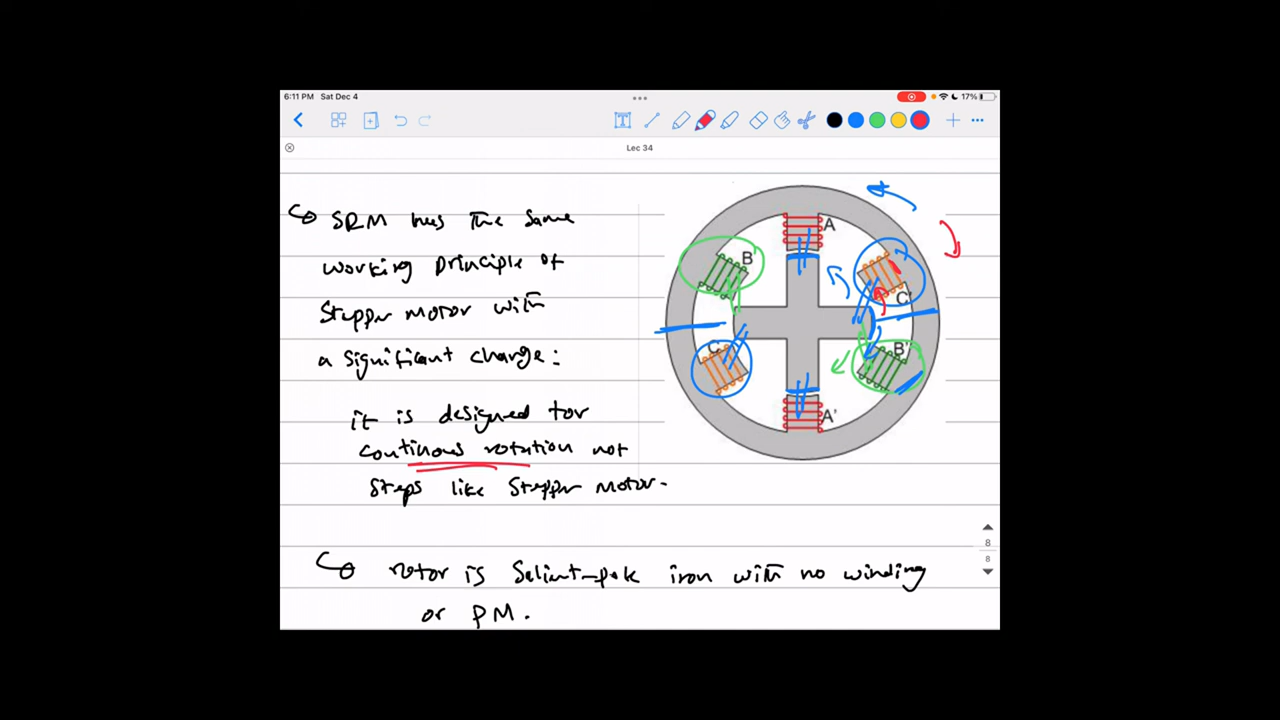 6:11 PM Sat Dec 4
17%
Lec 34
SRM has the same
working principle of
Stepper motor with
a significant change:
it is designed for
continous rotation not
steps like Stepper motor.
A
B'
C'
C
B"
A'
8
8
rotor is Salient-pole iron with no winding
or PM.